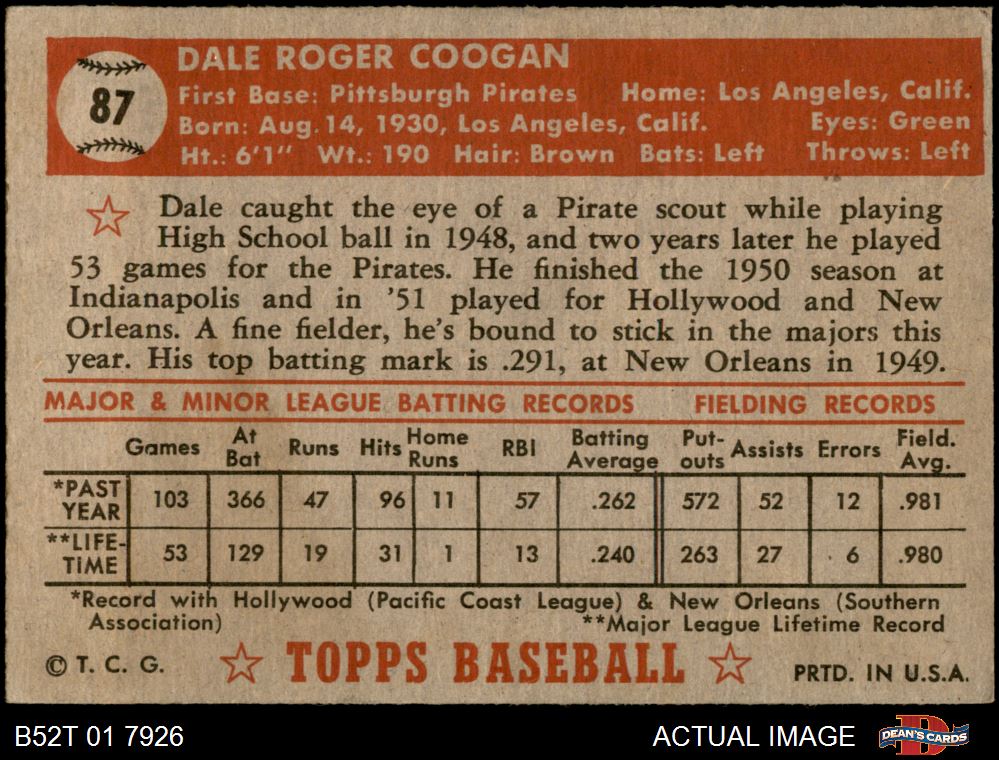 87
DALE ROGER COOGAN
First Base: Pittsburgh Pirates Home: Los Angeles, Calif.
Born: Aug. 14, 1930, Los Angeles, Calif. Eyes: Green
Ht.: 6'1" Wt.: 190 Hair: Brown Bats: Left Throws: Left
Dale caught the eye of a Pirate scout while playing
High School ball in 1948, and two years later he played
53 games for the Pirates. He finished the 1950 season at
Indianapolis and in '51 played for Hollywood and New
Orleans. A fine fielder, he's bound to stick in the majors this
year. His top batting mark is .291, at New Orleans in 1949.
MAJOR & MINOR LEAGUE BATTING RECORDS FIELDING RECORDS
Games At Bat Runs Hits Home Runs RBI Batting Average Put-outs Assists Errors Field. Avg.
*PAST YEAR 103 366 47 96 11 57 .262 572 52 12 .981
**LIFE-TIME 53 129 19 31 1 13 .240 263 27 6 .980
*Record with Hollywood (Pacific Coast League) & New Orleans (Southern
Association) **Major League Lifetime Record
© T. C. G. TOPPS BASEBALL PRTD. IN U.S.A.
B52T 01 7926 ACTUAL IMAGE D DEAN'S CARDS